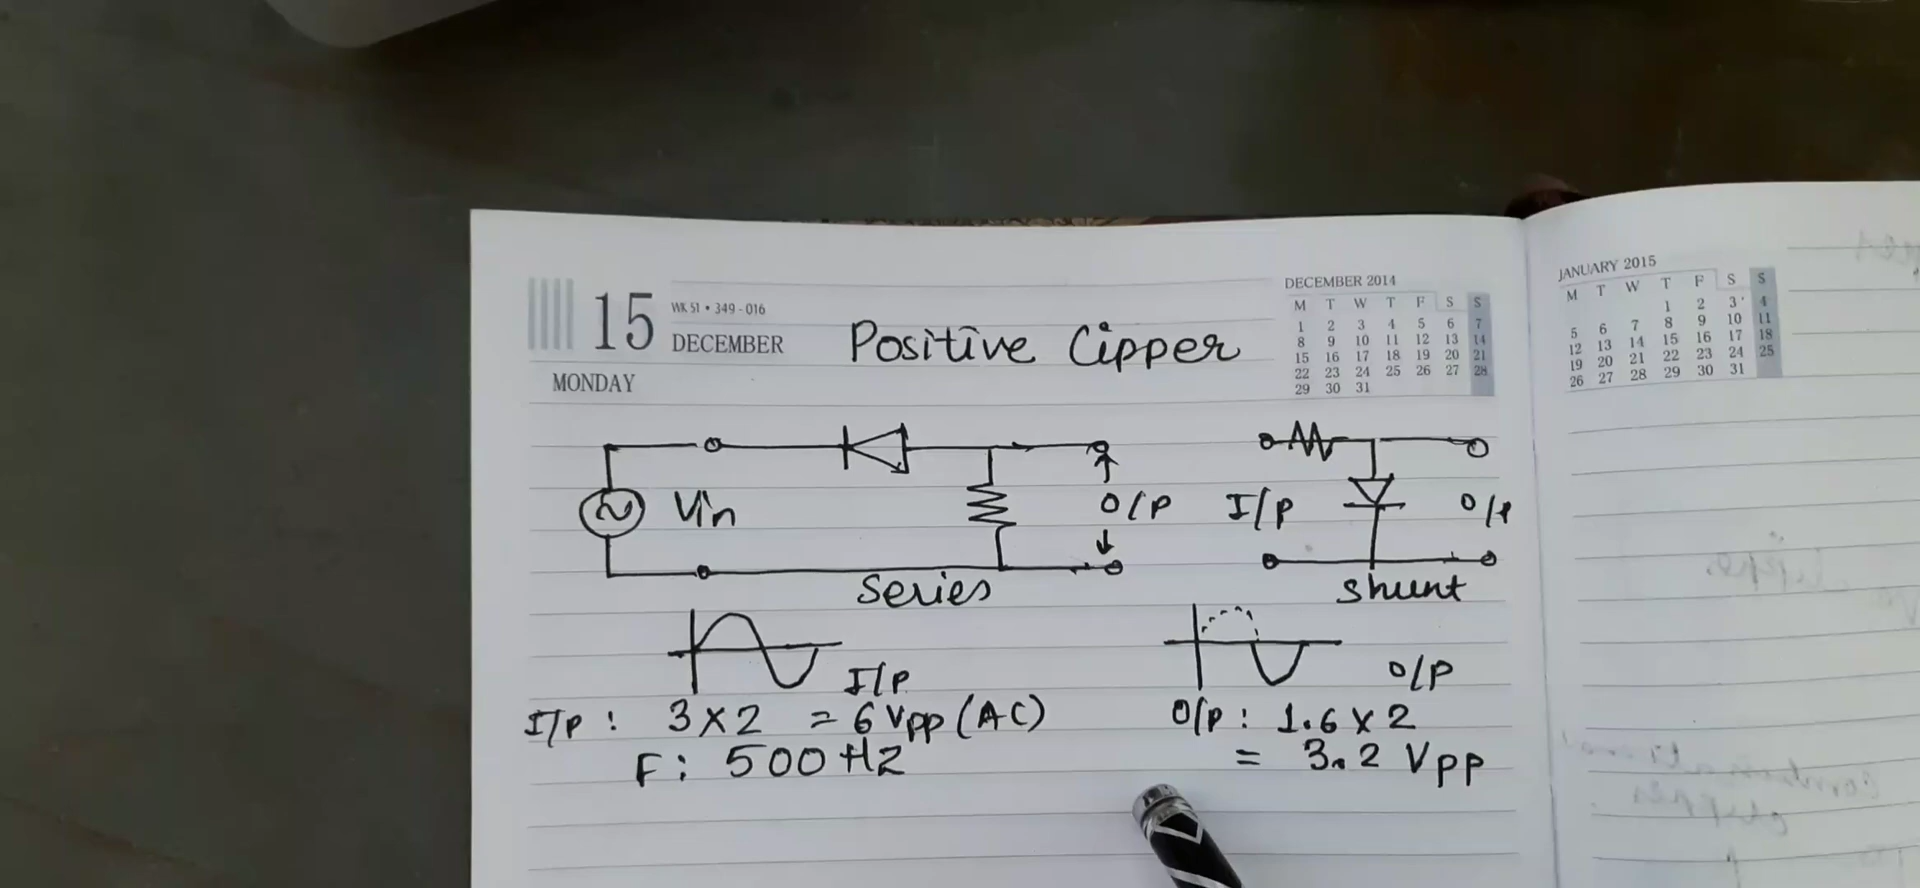 15
WK 51 • 349 - 016
DECEMBER
MONDAY
Positive Cipper
DECEMBER 2014
M T W T F S S
1 2 3 4 5 6 7
8 9 10 11 12 13 14
15 16 17 18 19 20 21
22 23 24 25 26 27 28
29 30 31
JANUARY 2015
M T W T F S S
1 2 3 4
5 6 7 8 9 10 11
12 13 14 15 16 17 18
19 20 21 22 23 24 25
26 27 28 29 30 31
Vin
O/P
Series
I/P
O/P
Shunt
I/P
O/P
I/P : 3 X 2 = 6 Vpp (AC)
F : 500 HZ
O/P : 1.6 X 2
= 3.2 Vpp